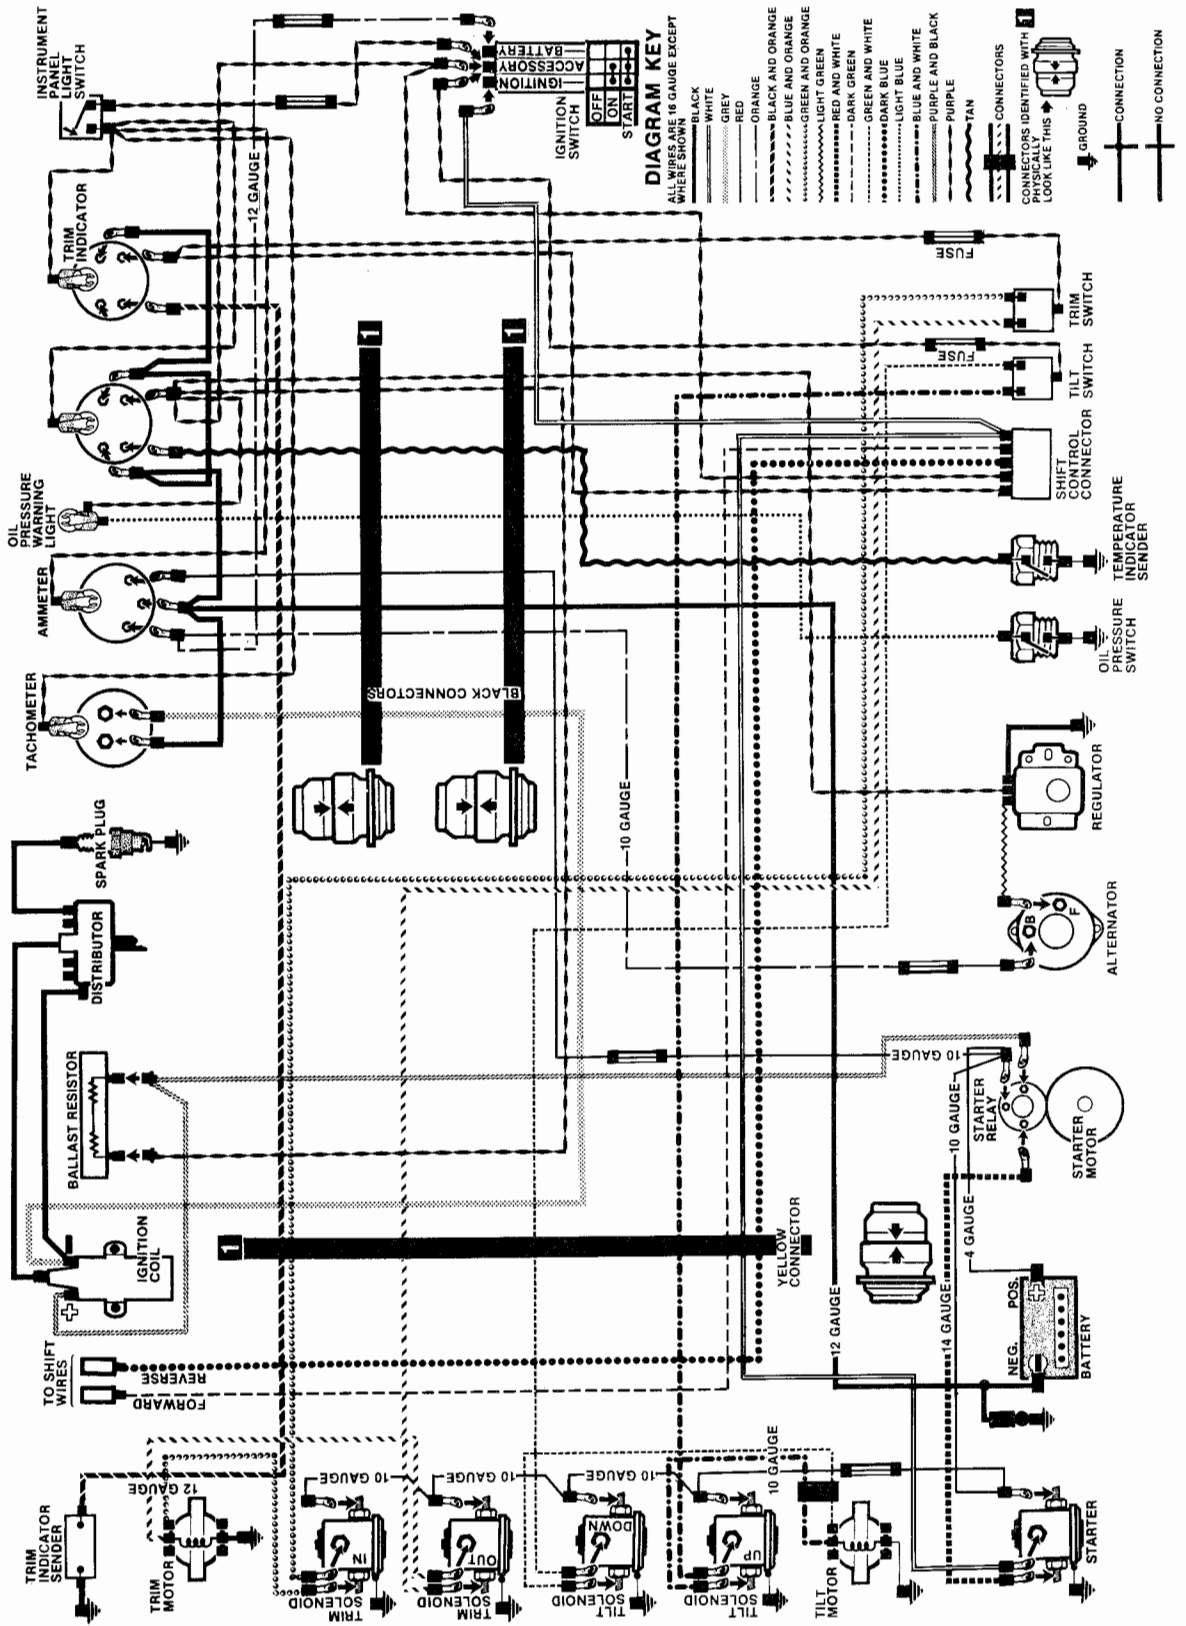 INSTRUMENT
PANEL
LIGHT
SWITCH
TRIM
INDICATOR
OIL
PRESSURE
WARNING
LIGHT
AMMETER
TACHOMETER
SPARK PLUG
DISTRIBUTOR
BALLAST RESISTOR
IGNITION
COIL
TO SHIFT
WIRES
REVERSE
FORWARD
TRIM
INDICATOR
SENDER
TRIM
MOTOR
12 GAUGE
12 GAUGE
1
1
BLACK CONNECTORS
1
YELLOW
CONNECTOR
IGNITION
ACCESSORY
BATTERY
OFF
ON
START
IGNITION
SWITCH
DIAGRAM KEY
ALL WIRES ARE 16 GAUGE EXCEPT
WHERE SHOWN
BLACK
WHITE
GREY
RED
ORANGE
BLACK AND ORANGE
BLUE AND ORANGE
GREEN AND ORANGE
LIGHT GREEN
RED AND WHITE
DARK GREEN
GREEN AND WHITE
DARK BLUE
LIGHT BLUE
BLUE AND WHITE
PURPLE AND BLACK
PURPLE
TAN
CONNECTORS
CONNECTORS IDENTIFIED WITH 1
PHYSICALLY
LOOK LIKE THIS
GROUND
CONNECTION
NO CONNECTION
FUSE
TRIM
SWITCH
FUSE
TILT
SWITCH
SHIFT
CONTROL
CONNECTOR
TEMPERATURE
INDICATOR
SENDER
OIL
PRESSURE
SWITCH
REGULATOR
ALTERNATOR
B
F
10 GAUGE
10 GAUGE
10 GAUGE
STARTER
RELAY
STARTER
MOTOR
4 GAUGE
14 GAUGE
12 GAUGE
NEG.
POS.
BATTERY
STARTER
10 GAUGE
10 GAUGE
10 GAUGE
10 GAUGE
IN
TRIM
SOLENOID
OUT
TRIM
SOLENOID
DOWN
TILT
SOLENOID
UP
TILT
SOLENOID
TILT
MOTOR
10 GAUGE